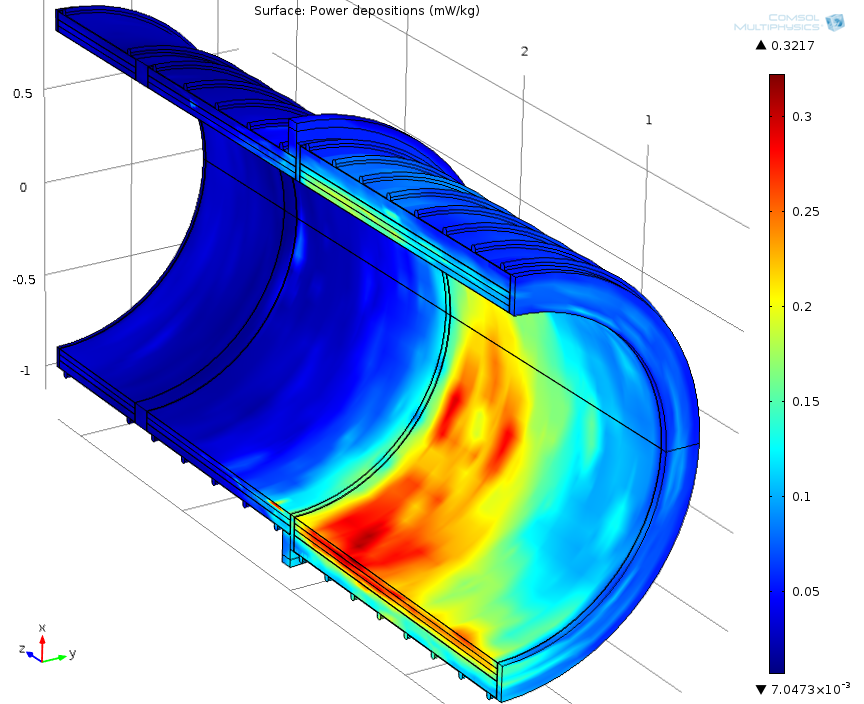 Surface: Power depositions (mW/kg)
COMSOL
MULTIPHYSICS
▲ 0.3217
2
1
0.5
0
-0.5
-1
0.3
0.25
0.2
0.15
0.1
0.05
▼ 7.0473×10⁻³
x
z
y